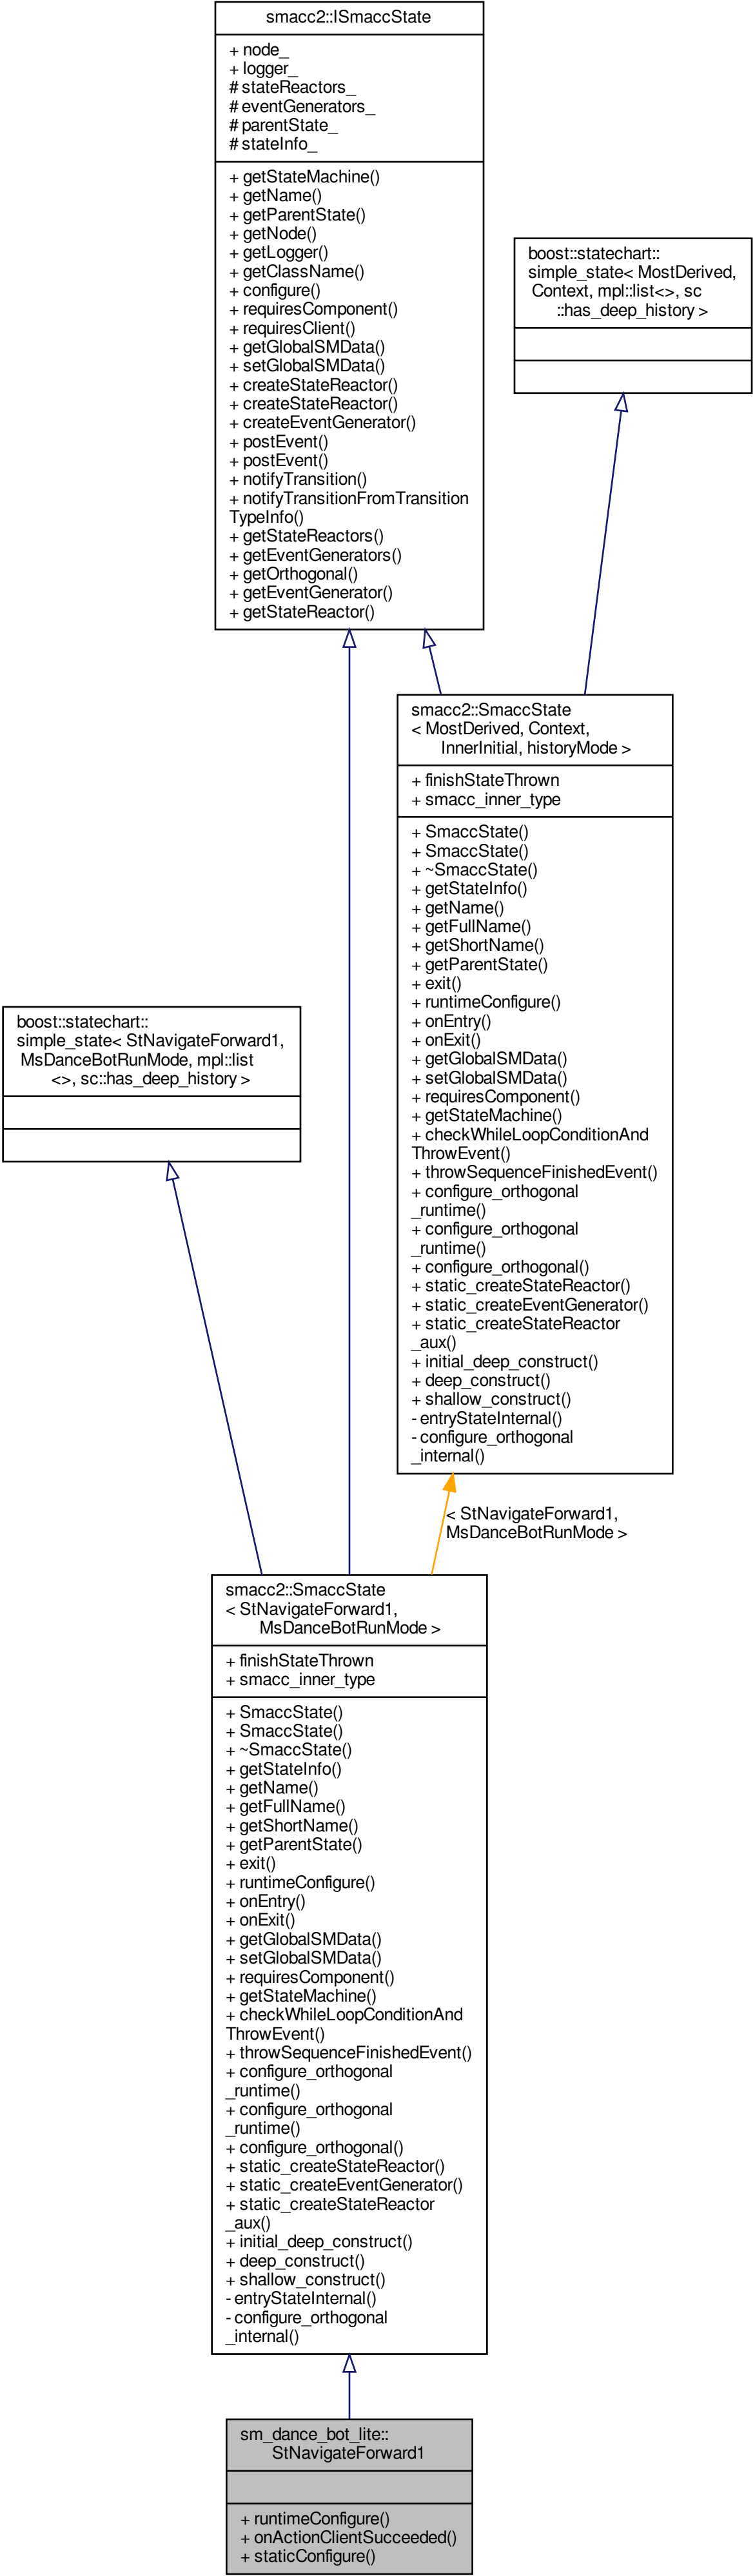 smacc2::ISmaccState
+ node_
+ logger_
# stateReactors_
# eventGenerators_
# parentState_
# stateInfo_
+ getStateMachine()
+ getName()
+ getParentState()
+ getNode()
+ getLogger()
+ getClassName()
+ configure()
+ requiresComponent()
+ requiresClient()
+ getGlobalSMData()
+ setGlobalSMData()
+ createStateReactor()
+ createStateReactor()
+ createEventGenerator()
+ postEvent()
+ postEvent()
+ notifyTransition()
+ notifyTransitionFromTransition
TypeInfo()
+ getStateReactors()
+ getEventGenerators()
+ getOrthogonal()
+ getEventGenerator()
+ getStateReactor()
boost::statechart::
simple_state< MostDerived,
Context, mpl::list<>, sc
::has_deep_history >
smacc2::SmaccState
< MostDerived, Context,
InnerInitial, historyMode >
+ finishStateThrown
+ smacc_inner_type
+ SmaccState()
+ SmaccState()
+ ~SmaccState()
+ getStateInfo()
+ getName()
+ getFullName()
+ getShortName()
+ getParentState()
+ exit()
+ runtimeConfigure()
+ onEntry()
+ onExit()
+ getGlobalSMData()
+ setGlobalSMData()
+ requiresComponent()
+ getStateMachine()
+ checkWhileLoopConditionAnd
ThrowEvent()
+ throwSequenceFinishedEvent()
+ configure_orthogonal
_runtime()
+ configure_orthogonal
_runtime()
+ configure_orthogonal()
+ static_createStateReactor()
+ static_createEventGenerator()
+ static_createStateReactor
_aux()
+ initial_deep_construct()
+ deep_construct()
+ shallow_construct()
- entryStateInternal()
- configure_orthogonal
_internal()
boost::statechart::
simple_state< StNavigateForward1,
MsDanceBotRunMode, mpl::list
<>, sc::has_deep_history >
< StNavigateForward1,
MsDanceBotRunMode >
smacc2::SmaccState
< StNavigateForward1,
MsDanceBotRunMode >
+ finishStateThrown
+ smacc_inner_type
+ SmaccState()
+ SmaccState()
+ ~SmaccState()
+ getStateInfo()
+ getName()
+ getFullName()
+ getShortName()
+ getParentState()
+ exit()
+ runtimeConfigure()
+ onEntry()
+ onExit()
+ getGlobalSMData()
+ setGlobalSMData()
+ requiresComponent()
+ getStateMachine()
+ checkWhileLoopConditionAnd
ThrowEvent()
+ throwSequenceFinishedEvent()
+ configure_orthogonal
_runtime()
+ configure_orthogonal
_runtime()
+ configure_orthogonal()
+ static_createStateReactor()
+ static_createEventGenerator()
+ static_createStateReactor
_aux()
+ initial_deep_construct()
+ deep_construct()
+ shallow_construct()
- entryStateInternal()
- configure_orthogonal
_internal()
sm_dance_bot_lite::
StNavigateForward1
+ runtimeConfigure()
+ onActionClientSucceeded()
+ staticConfigure()